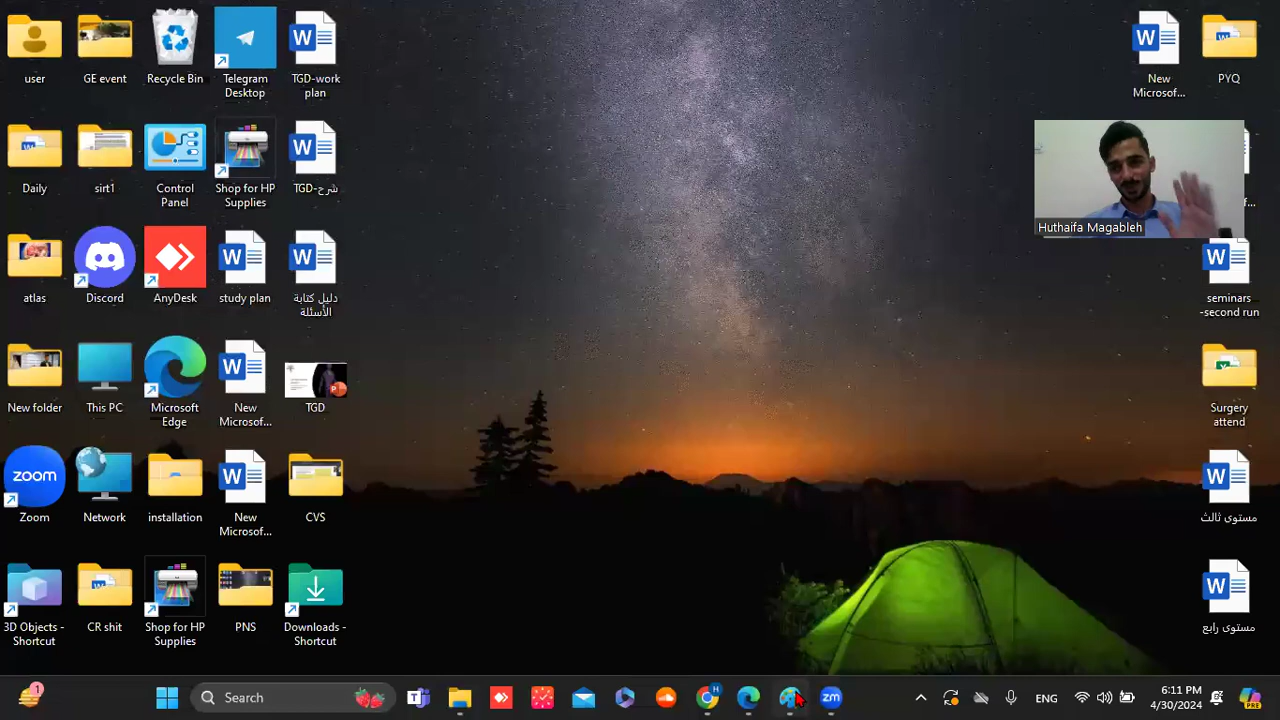 user
GE event
Recycle Bin
Telegram
Desktop
TGD-work
plan
New
Microsof...
PYQ
Daily
sirt1
Control
Panel
Shop for HP
Supplies
TGD-شرح
Huthaifa Magableh
atlas
Discord
AnyDesk
study plan
دليل كتابة
الأسئلة
seminars
-second run
New folder
This PC
Microsoft
Edge
New
Microsof...
TGD
Surgery
attend
zoom
Zoom
Network
installation
New
Microsof...
CVS
مستوى ثالث
3D Objects -
Shortcut
CR shit
Shop for HP
Supplies
PNS
Downloads -
Shortcut
مستوى رابع
1
Search
zm
ENG
6:11 PM
4/30/2024
PRE